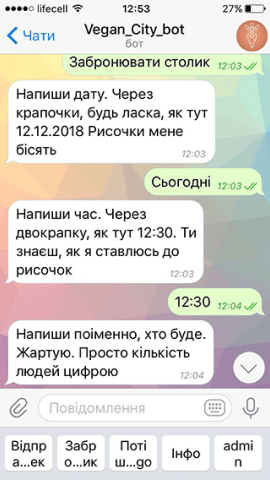 lifecell 12:53 27%
Чати Vegan_City_bot
бот
Забронювати столик 12:03
Напиши дату. Через
крапочки, будь ласка, як тут
12.12.2018 Рисочки мене
бісять 12:03
Сьогодні 12:03
Напиши час. Через
двокрапку, як тут 12:30. Ти
знаєш, як я ставлюсь до
рисочок 12:03
12:30 12:04
Напиши поіменно, хто буде.
Жартую. Просто кількість
людей цифрою 12:04
Повідомлення
Відпр Забр Поті Інфо admi
а...ек о...ик ш...go n